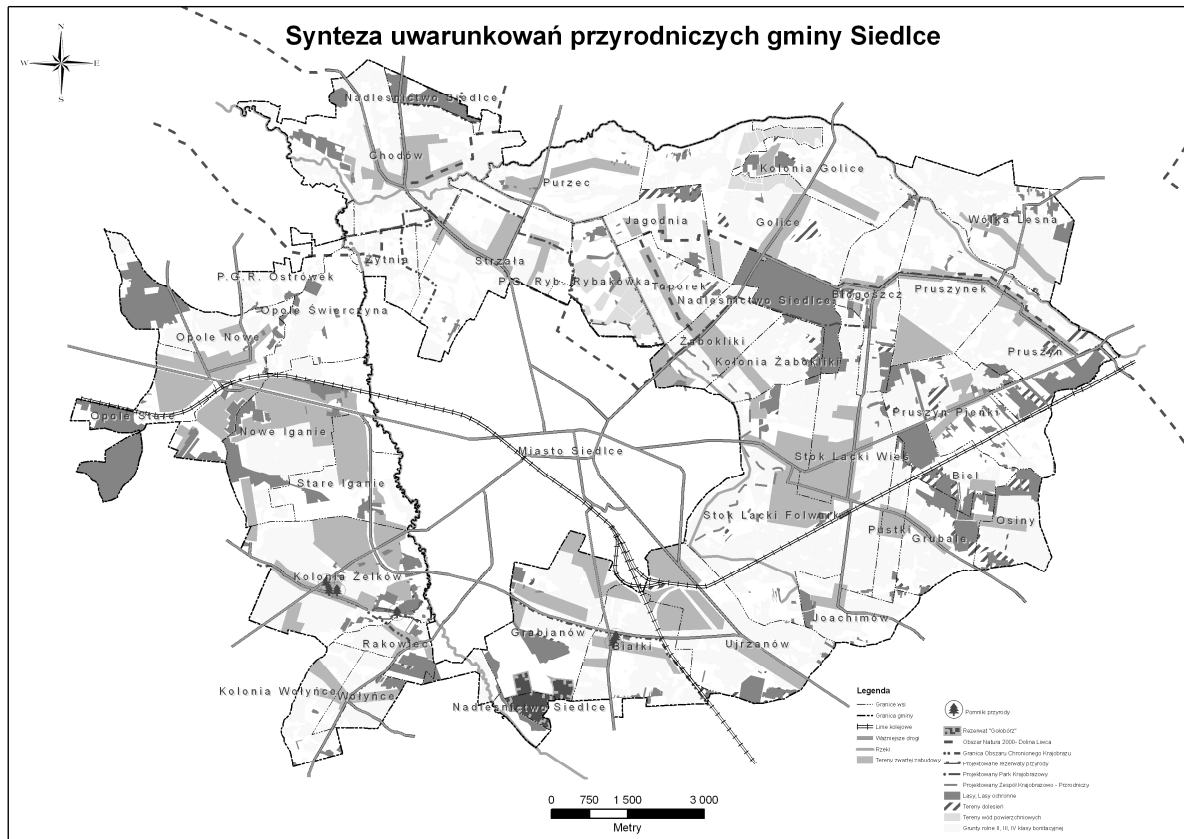 Synteza uwarunkowań przyrodniczych gminy Siedlce
N
W E
S
Nadleśnictwo Siedlce
Chodów
Purzec
Kolonia Golice
Jagodnia
Golice
Wólka Leśna
Żytnia
Strzała
P.G.R. Ostrówek
P.G. Ryb. Rybakówka
Topórek
Nadleśnictwo Siedlce
Błogoszcz
Pruszynek
Opole Świerczyna
Opole Nowe
Żabokliki
Kolonia Żabokliki
Pruszyn
Opole Stare
Nowe Iganie
Pruszyn Pieńki
Miasto Siedlce
Stok Lacki Wieś
Stare Iganie
Biel
Stok Lacki Folwark
Pustki
Osiny
Grubale
Kolonia Żelków
Joachimów
Rakowiec
Grabianów
Białki
Ujrzanów
Kolonia Wołyńce
Wołyńce
Nadleśnictwo Siedlce
Legenda
Granice wsi
Granica gminy
Linie kolejowe
Ważniejsze drogi
Rzeki
Tereny zwartej zabudowy
Pomnik przyrody
Rezerwat "Gołobórz"
Obszar Natura 2000- Dolina Liwca
Granica Obszaru Chronionego Krajobrazu
Projektowane rezerwaty przyrody
Projektowany Park Krajobrazowy
Projektowany Zespół Krajobrazowo - Przrodniczy
Lasy, Lasy ochronne
Tereny dolesień
Tereny wód powierzchniowych
Grunty rolne II, III, IV klasy bonitacyjnej
0 750 1 500 3 000
Metry